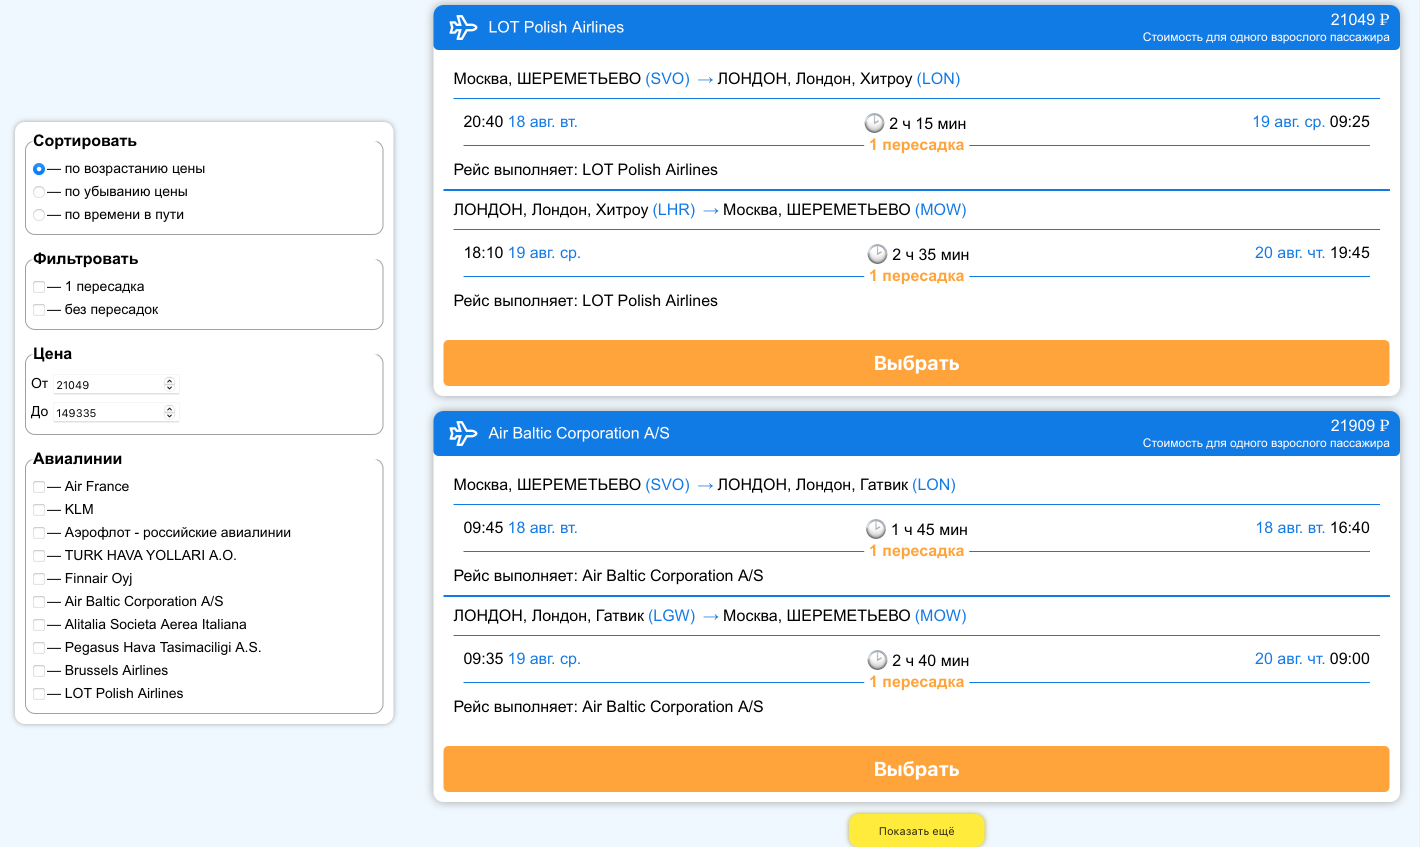 Сортировать
— по возрастанию цены
— по убыванию цены
— по времени в пути
Фильтровать
— 1 пересадка
— без пересадок
Цена
От 21049
До 149335
Авиалинии
— Air France
— KLM
— Аэрофлот - российские авиалинии
— TURK HAVA YOLLARI A.O.
— Finnair Oyj
— Air Baltic Corporation A/S
— Alitalia Societa Aerea Italiana
— Pegasus Hava Tasimaciligi A.S.
— Brussels Airlines
— LOT Polish Airlines
LOT Polish Airlines
21049 ₽
Стоимость для одного взрослого пассажира
Москва, ШЕРЕМЕТЬЕВО (SVO) → ЛОНДОН, Лондон, Хитроу (LON)
20:40 18 авг. вт. 2 ч 15 мин 19 авг. ср. 09:25
1 пересадка
Рейс выполняет: LOT Polish Airlines
ЛОНДОН, Лондон, Хитроу (LHR) → Москва, ШЕРЕМЕТЬЕВО (MOW)
18:10 19 авг. ср. 2 ч 35 мин 20 авг. чт. 19:45
1 пересадка
Рейс выполняет: LOT Polish Airlines
Выбрать
Air Baltic Corporation A/S
21909 ₽
Стоимость для одного взрослого пассажира
Москва, ШЕРЕМЕТЬЕВО (SVO) → ЛОНДОН, Лондон, Гатвик (LON)
09:45 18 авг. вт. 1 ч 45 мин 18 авг. вт. 16:40
1 пересадка
Рейс выполняет: Air Baltic Corporation A/S
ЛОНДОН, Лондон, Гатвик (LGW) → Москва, ШЕРЕМЕТЬЕВО (MOW)
09:35 19 авг. ср. 2 ч 40 мин 20 авг. чт. 09:00
1 пересадка
Рейс выполняет: Air Baltic Corporation A/S
Выбрать
Показать ещё